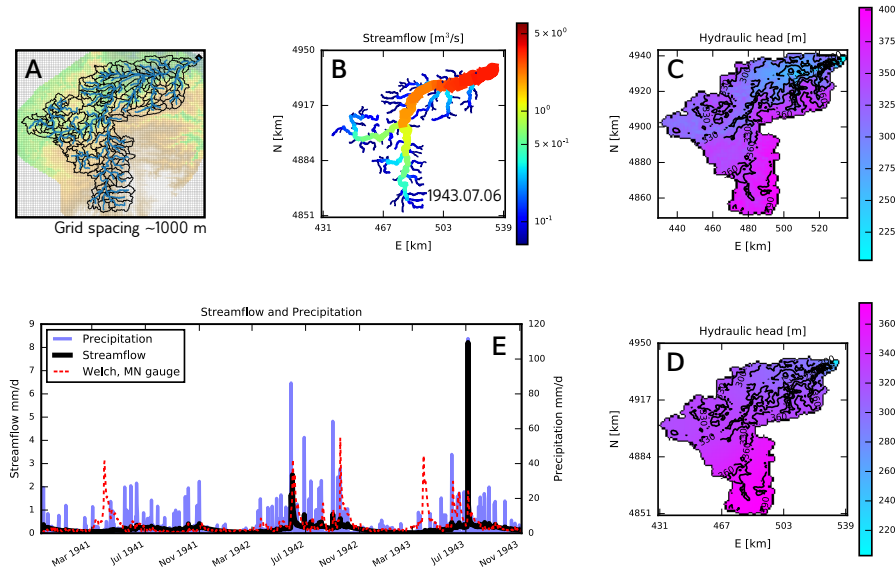 A
Grid spacing ~1000 m
Streamflow [m³/s]
B
4950
4917
4884
4851
N [km]
431
467
503
539
E [km]
1943.07.06
5 × 10⁰
10⁰
5 × 10⁻¹
10⁻¹
Hydraulic head [m]
C
4940
4920
4900
4880
4860
N [km]
440
460
480
500
520
E [km]
400
375
350
325
300
275
250
225
Streamflow and Precipitation
E
Precipitation
Streamflow
Welch, MN gauge
9
8
7
6
5
4
3
2
1
0
Streamflow mm/d
120
100
80
60
40
20
0
Precipitation mm/d
Mar 1941
Jul 1941
Nov 1941
Mar 1942
Jul 1942
Nov 1942
Mar 1943
Jul 1943
Nov 1943
Hydraulic head [m]
D
4950
4917
4884
4851
N [km]
431
467
503
539
E [km]
360
360
360
340
320
300
280
260
240
220